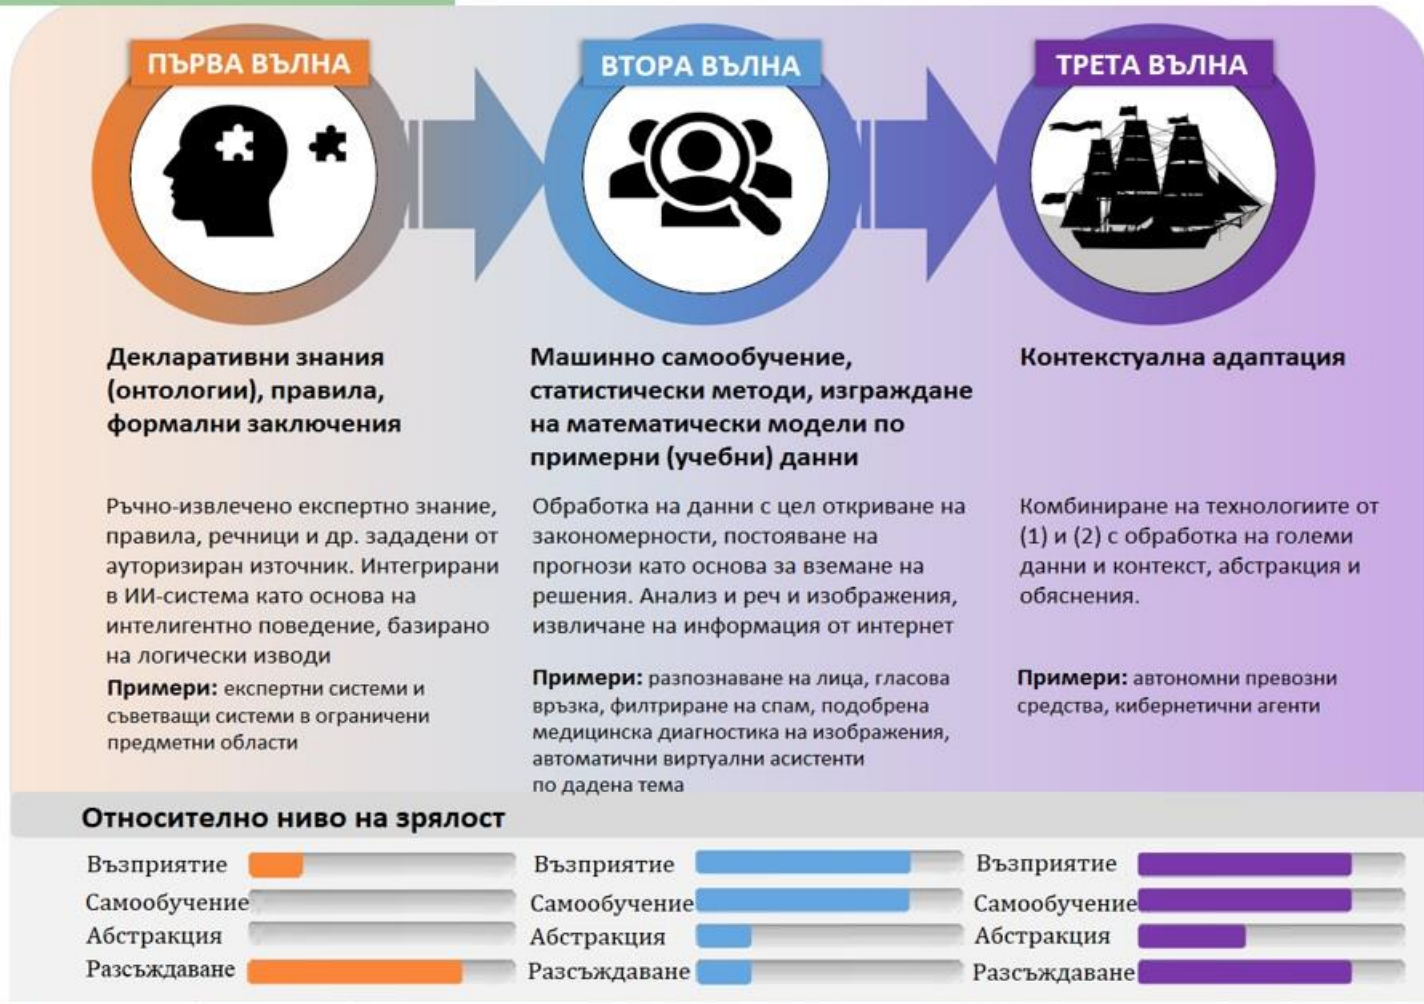 ПЪРВА ВЪЛНА
Декларативни знания
(онтологии), правила,
формални заключения
Ръчно-извлечено експертно знание,
правила, речници и др. зададени от
ауторизиран източник. Интегрирани
в ИИ-система като основа на
интелигентно поведение, базирано
на логически изводи
Примери: експертни системи и
съветващи системи в ограничени
предметни области
ВТОРА ВЪЛНА
Машинно самообучение,
статистически методи, изграждане
на математически модели по
примерни (учебни) данни
Обработка на данни с цел откриване на
закономерности, постояване на
прогнози като основа за вземане на
решения. Анализ и реч и изображения,
извличане на информация от интернет
Примери: разпознаване на лица, гласова
връзка, филтриране на спам, подобрена
медицинска диагностика на изображения,
автоматични виртуални асистенти
по дадена тема
ТРЕТА ВЪЛНА
Контекстуална адаптация
Комбиниране на технологиите от
(1) и (2) с обработка на големи
данни и контекст, абстракция и
обяснения.
Примери: автономни превозни
средства, кибернетични агенти
Относително ниво на зрялост
Възприятие
Самообучение
Абстракция
Разсъждаване
Възприятие
Самообучение
Абстракция
Разсъждаване
Възприятие
Самообучение
Абстракция
Разсъждаване